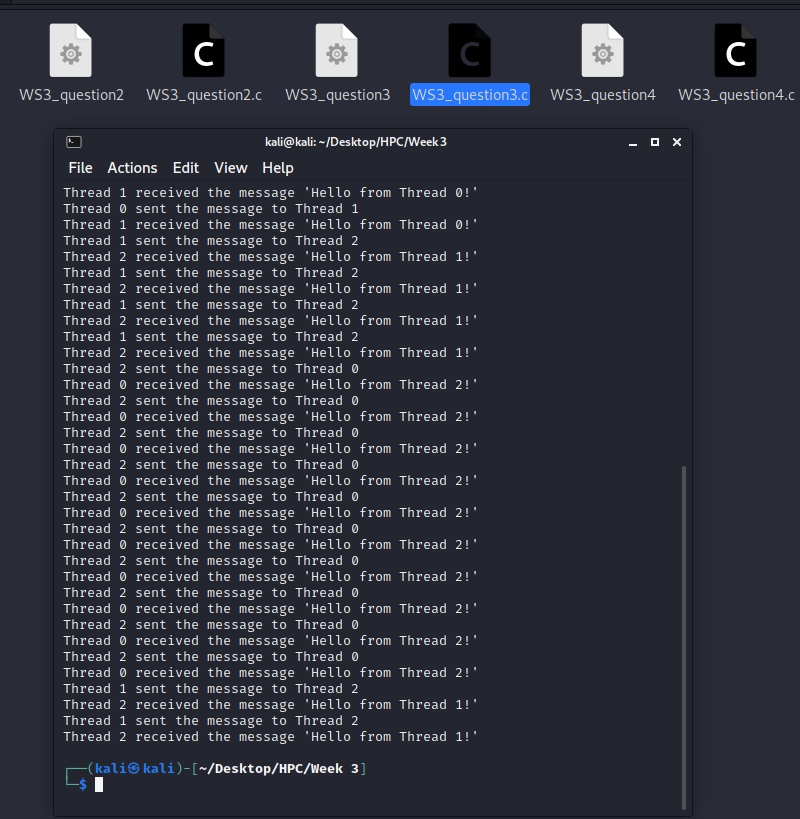 C C C
WS3_question2 WS3_question2.c WS3_question3 WS3_question3.c WS3_question4 WS3_question4.c
kali@kali: ~/Desktop/HPC/Week 3
File Actions Edit View Help
Thread 1 received the message 'Hello from Thread 0!'
Thread 0 sent the message to Thread 1
Thread 1 received the message 'Hello from Thread 0!'
Thread 1 sent the message to Thread 2
Thread 2 received the message 'Hello from Thread 1!'
Thread 1 sent the message to Thread 2
Thread 2 received the message 'Hello from Thread 1!'
Thread 1 sent the message to Thread 2
Thread 2 received the message 'Hello from Thread 1!'
Thread 1 sent the message to Thread 2
Thread 2 received the message 'Hello from Thread 1!'
Thread 2 sent the message to Thread 0
Thread 0 received the message 'Hello from Thread 2!'
Thread 2 sent the message to Thread 0
Thread 0 received the message 'Hello from Thread 2!'
Thread 2 sent the message to Thread 0
Thread 0 received the message 'Hello from Thread 2!'
Thread 2 sent the message to Thread 0
Thread 0 received the message 'Hello from Thread 2!'
Thread 2 sent the message to Thread 0
Thread 0 received the message 'Hello from Thread 2!'
Thread 2 sent the message to Thread 0
Thread 0 received the message 'Hello from Thread 2!'
Thread 2 sent the message to Thread 0
Thread 0 received the message 'Hello from Thread 2!'
Thread 2 sent the message to Thread 0
Thread 0 received the message 'Hello from Thread 2!'
Thread 2 sent the message to Thread 0
Thread 0 received the message 'Hello from Thread 2!'
Thread 2 sent the message to Thread 0
Thread 0 received the message 'Hello from Thread 2!'
Thread 1 sent the message to Thread 2
Thread 2 received the message 'Hello from Thread 1!'
Thread 1 sent the message to Thread 2
Thread 2 received the message 'Hello from Thread 1!'
┌──(kali㉿kali)-[~/Desktop/HPC/Week 3]
└─$